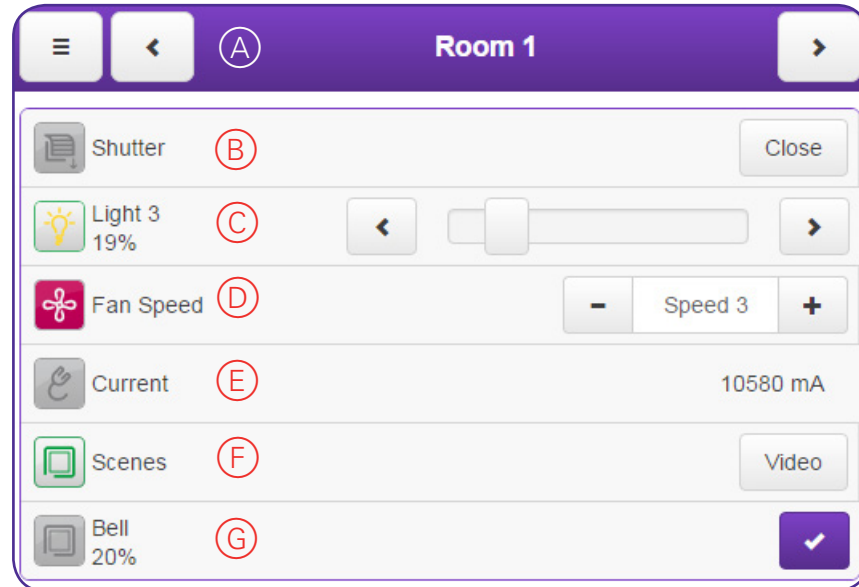 A Room 1
Shutter B Close
Light 3 C
19%
Fan Speed D - Speed 3 +
Current E 10580 mA
Scenes F Video
Bell G
20%